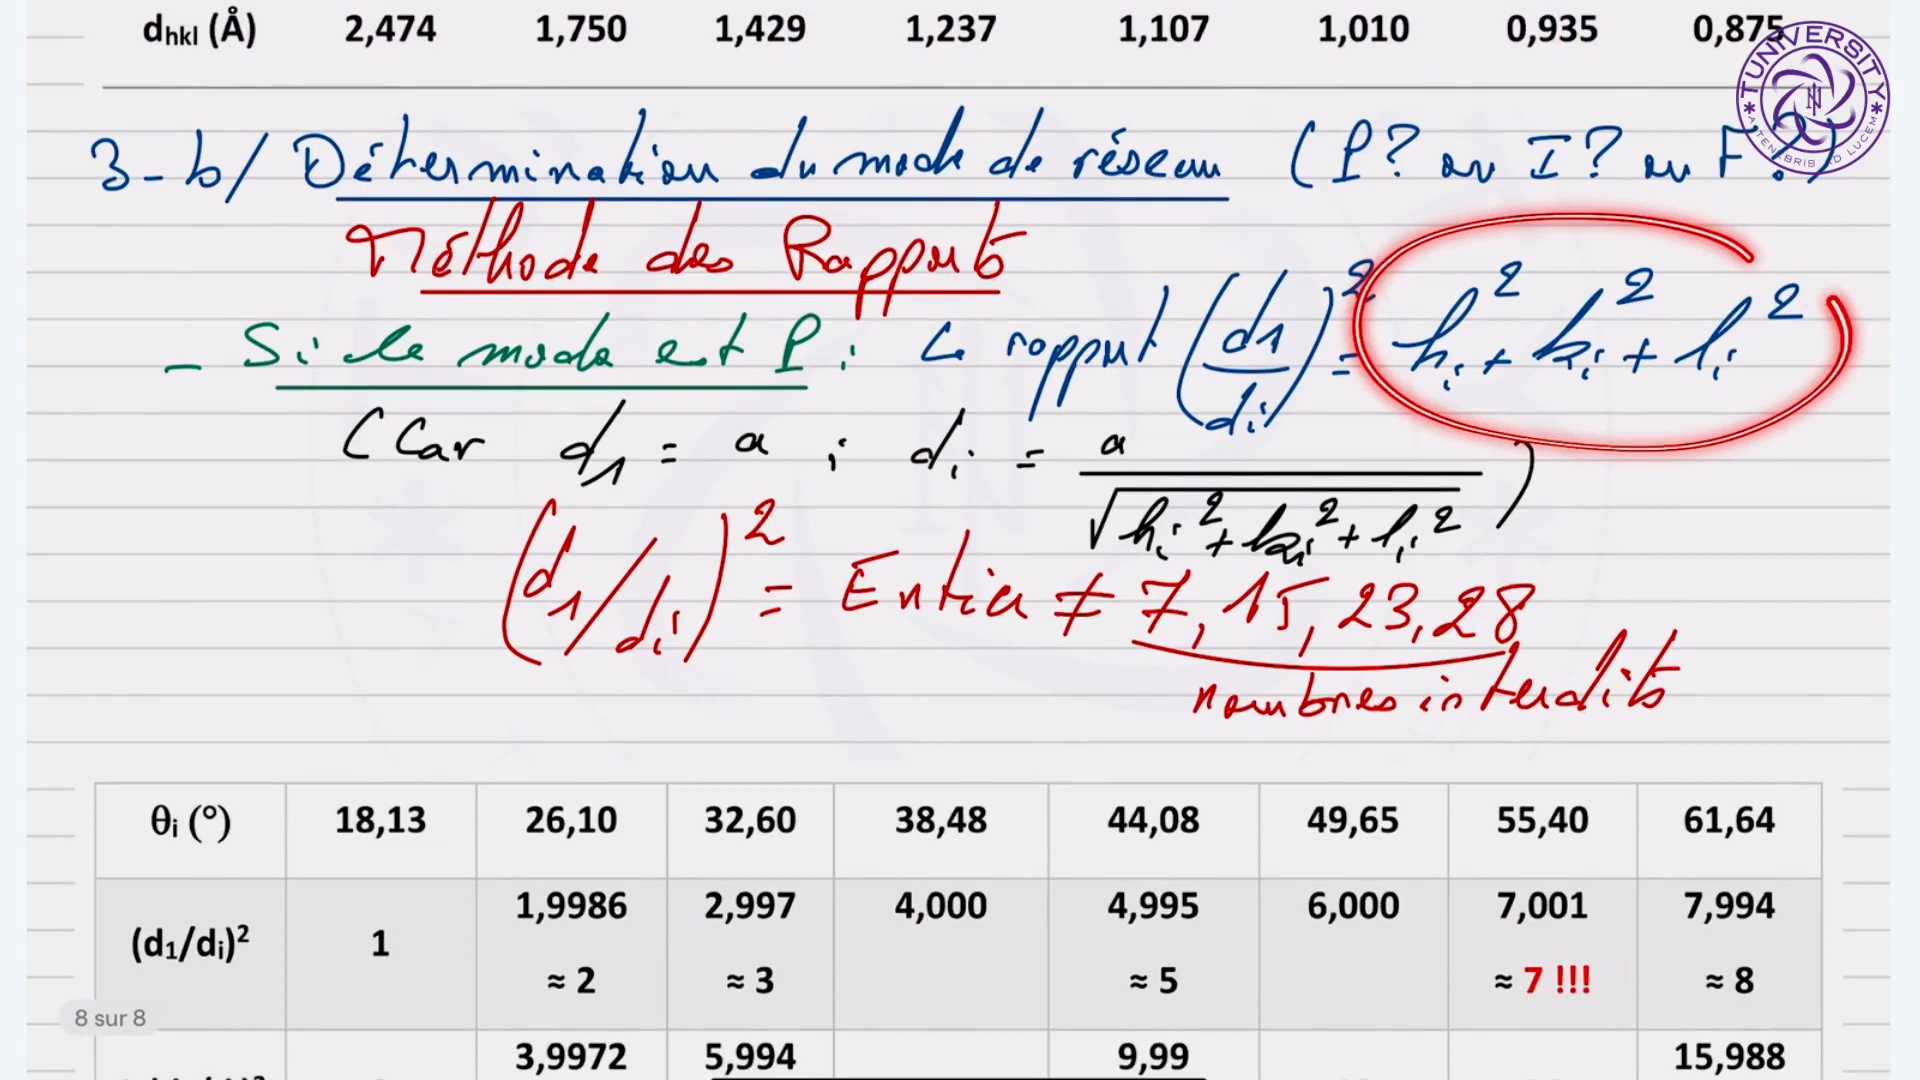 dhkl (Å) 2,474 1,750 1,429 1,237 1,107 1,010 0,935 0,875
TUNIVERSITY
A TENEBRIS AD LUCEM
3-b/ Détermination du mode de réseau (P? ou I? ou F?)
Méthode des Rapports
- Si le mode est P : Le rapport (d1/di)² = hi² + ki² + li²
(Car d1 = a ; di = a/√hi² + ki² + li²)
(d1/di)² = Entier ≠ 7, 15, 23, 28
nombres interdits
θi (°) 18,13 26,10 32,60 38,48 44,08 49,65 55,40 61,64
(d1/di)² 1 1,9986 2,997 4,000 4,995 6,000 7,001 7,994
≈ 2 ≈ 3 ≈ 5 ≈ 7 !!! ≈ 8
8 sur 8
3,9972 5,994 9,99 15,988